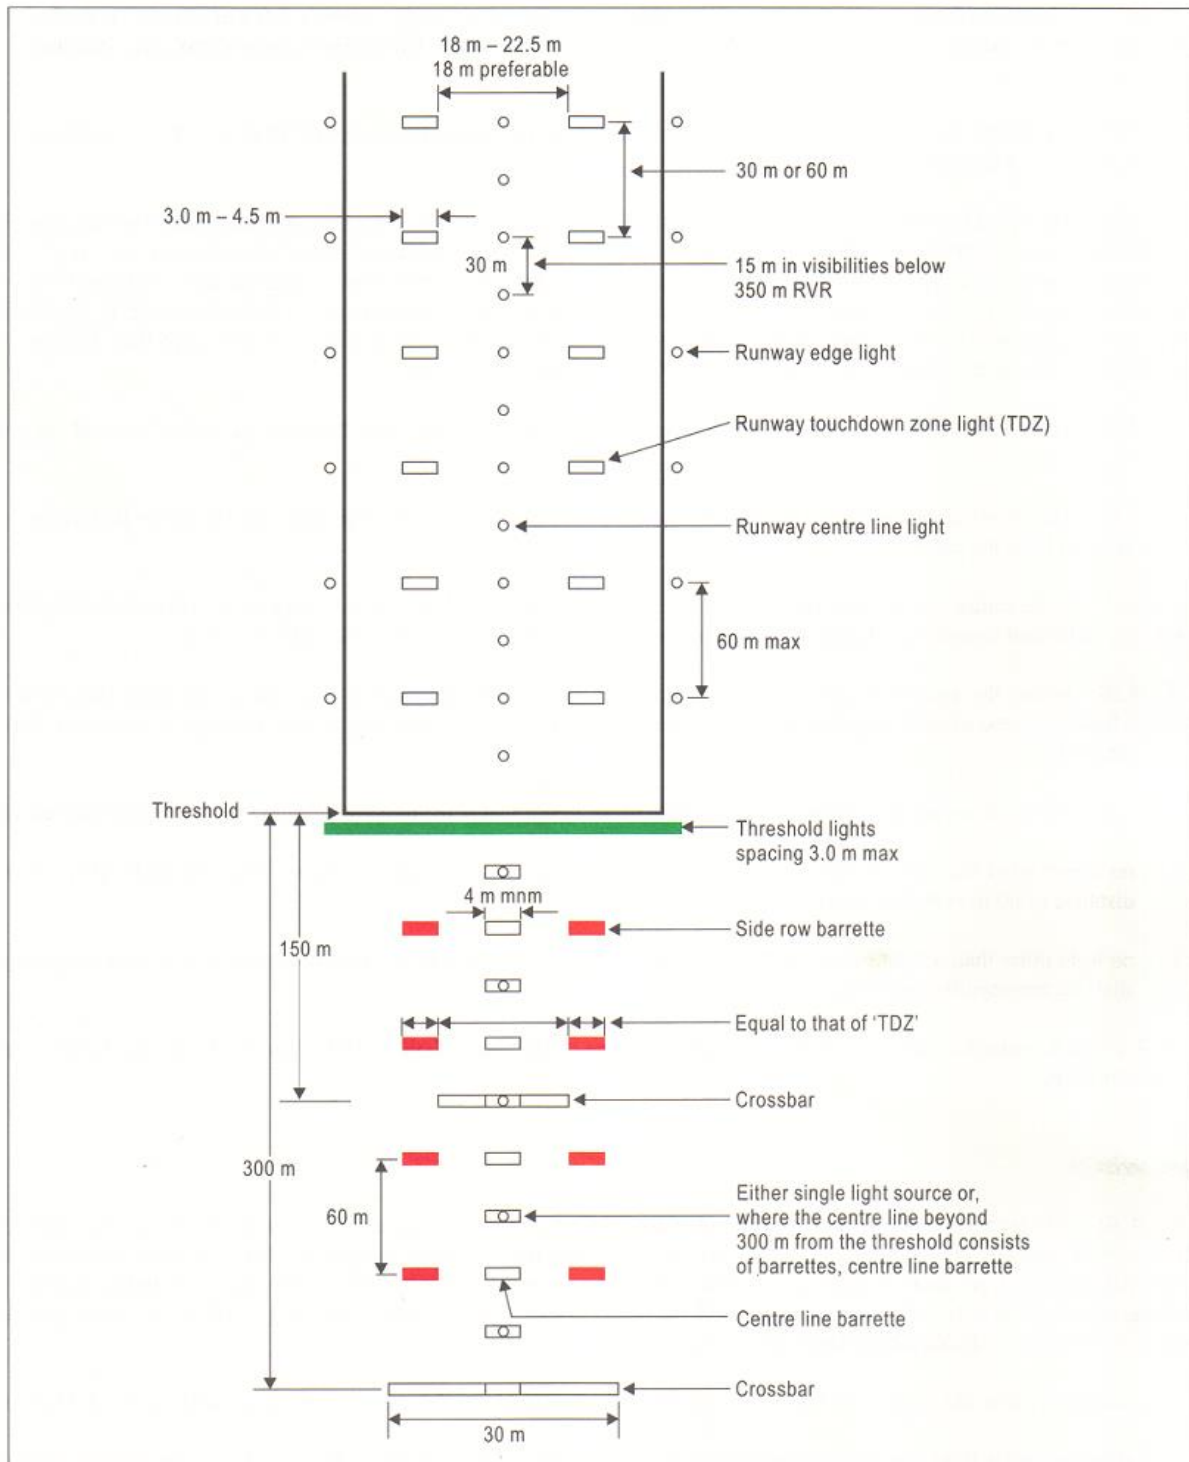 18 m – 22.5 m
18 m preferable
30 m or 60 m
3.0 m – 4.5 m
30 m
15 m in visibilities below
350 m RVR
Runway edge light
Runway touchdown zone light (TDZ)
Runway centre line light
60 m max
Threshold
Threshold lights
spacing 3.0 m max
4 m mnm
Side row barrette
150 m
Equal to that of ‘TDZ’
Crossbar
300 m
60 m
Either single light source or,
where the centre line beyond
300 m from the threshold consists
of barrettes, centre line barrette
Centre line barrette
Crossbar
30 m